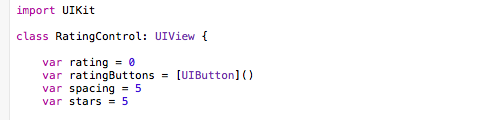 import UIKit
class RatingControl: UIView {
var rating = 0
var ratingButtons = [UIButton]()
var spacing = 5
var stars = 5